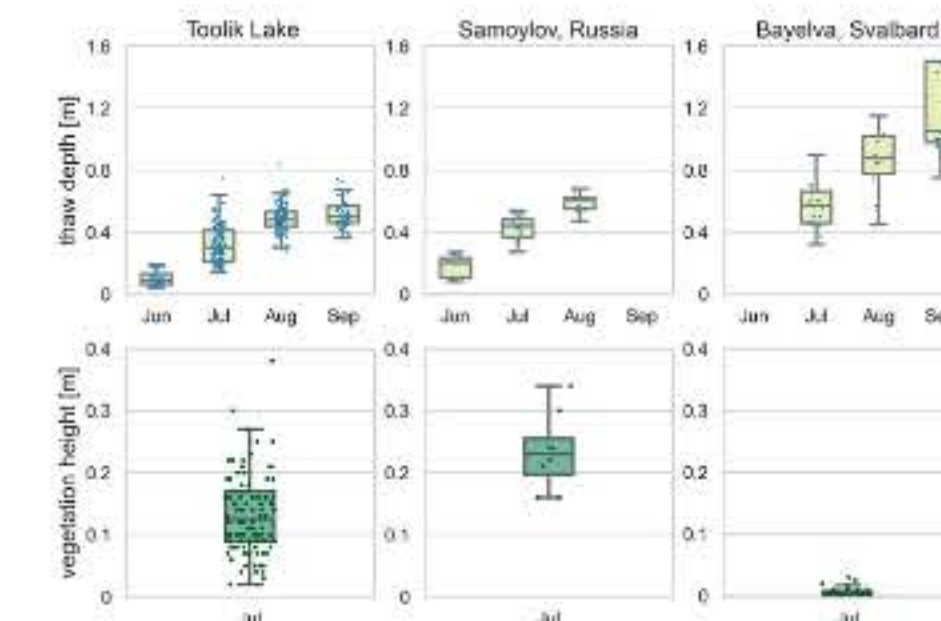 Toolik Lake Samoylov, Russia Bayelva, Svalbard
thaw depth [m]
1.6 1.6 1.6
1.2 1.2 1.2
0.8 0.8 0.8
0.4 0.4 0.4
0 0 0
Jun Jul Aug Sep Jun Jul Aug Sep Jun Jul Aug Se
vegetation height [m]
0.4 0.4 0.4
0.3 0.3 0.3
0.2 0.2 0.2
0.1 0.1 0.1
0 0 0
Jul Jul Jul